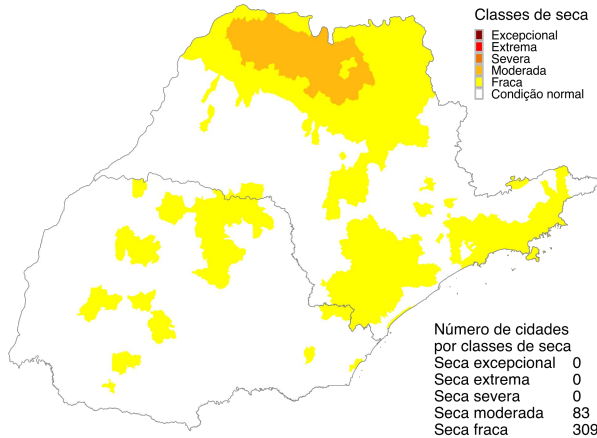 Classes de seca
Excepcional
Extrema
Severa
Moderada
Fraca
Condição normal
Número de cidades
por classes de seca
Seca excepcional 0
Seca extrema 0
Seca severa 0
Seca moderada 83
Seca fraca 309